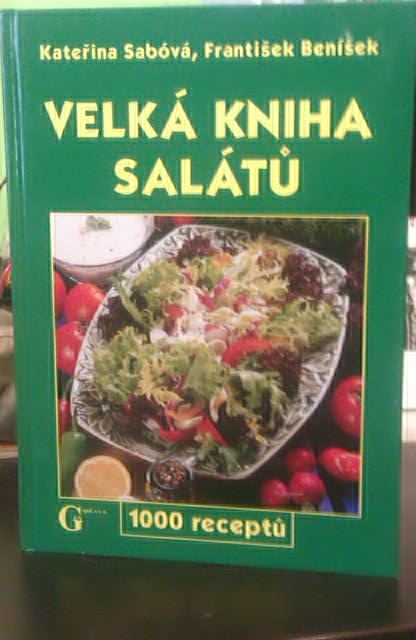 Kateřina Sabóvá, František Beníšek
VELKÁ KNIHA
SALÁTŮ
1000 receptů